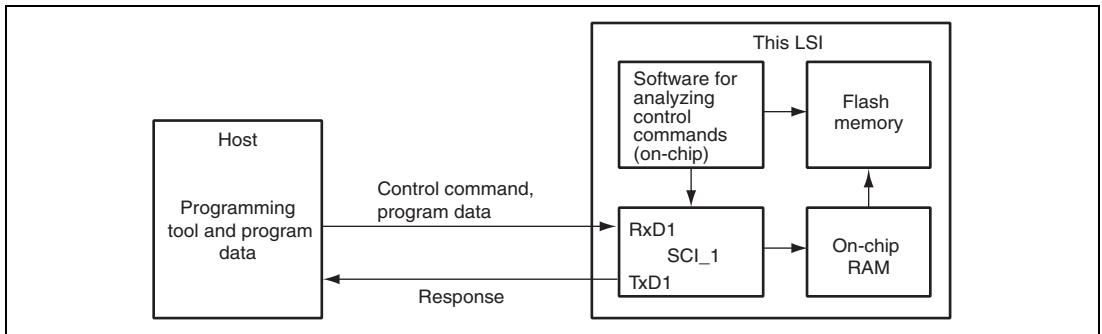 This LSI
Software for
analyzing
control
commands
(on-chip)
Flash
memory
Host
Programming
tool and program
data
Control command,
program data
RxD1
SCI_1
TxD1
On-chip
RAM
Response